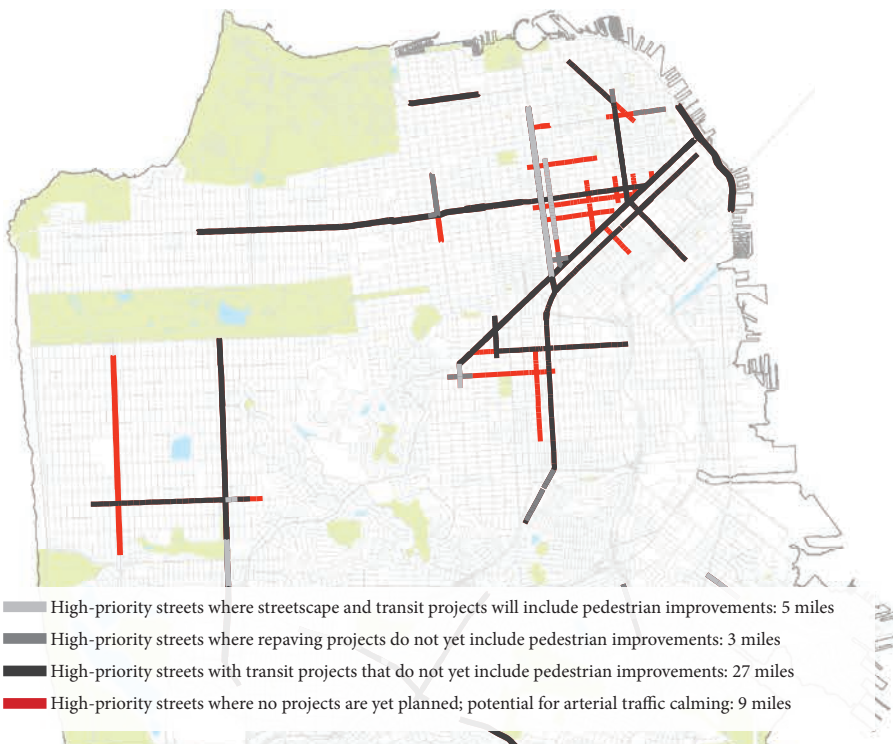 High-priority streets where streetscape and transit projects will include pedestrian improvements: 5 miles
High-priority streets where repaving projects do not yet include pedestrian improvements: 3 miles
High-priority streets with transit projects that do not yet include pedestrian improvements: 27 miles
High-priority streets where no projects are yet planned; potential for arterial traffic calming: 9 miles